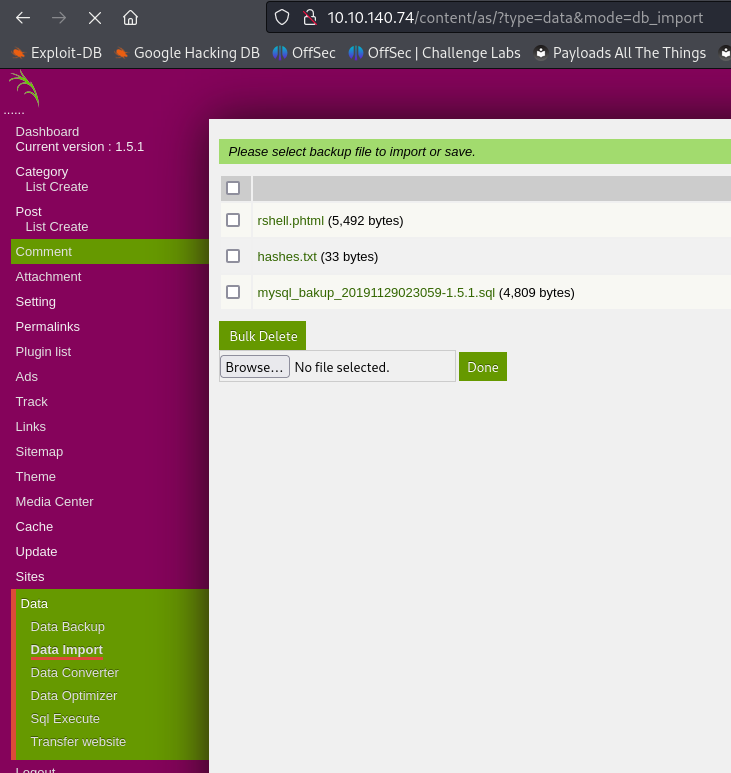 10.10.140.74/content/as/?type=data&mode=db_import
Exploit-DB Google Hacking DB OffSec OffSec | Challenge Labs Payloads All The Things
......
Dashboard
Current version : 1.5.1
Category
List Create
Post
List Create
Comment
Attachment
Setting
Permalinks
Plugin list
Ads
Track
Links
Sitemap
Theme
Media Center
Cache
Update
Sites
Data
Data Backup
Data Import
Data Converter
Data Optimizer
Sql Execute
Transfer website
Logout
Please select backup file to import or save.
rshell.phtml (5,492 bytes)
hashes.txt (33 bytes)
mysql_bakup_20191129023059-1.5.1.sql (4,809 bytes)
Bulk Delete
Browse... No file selected. Done